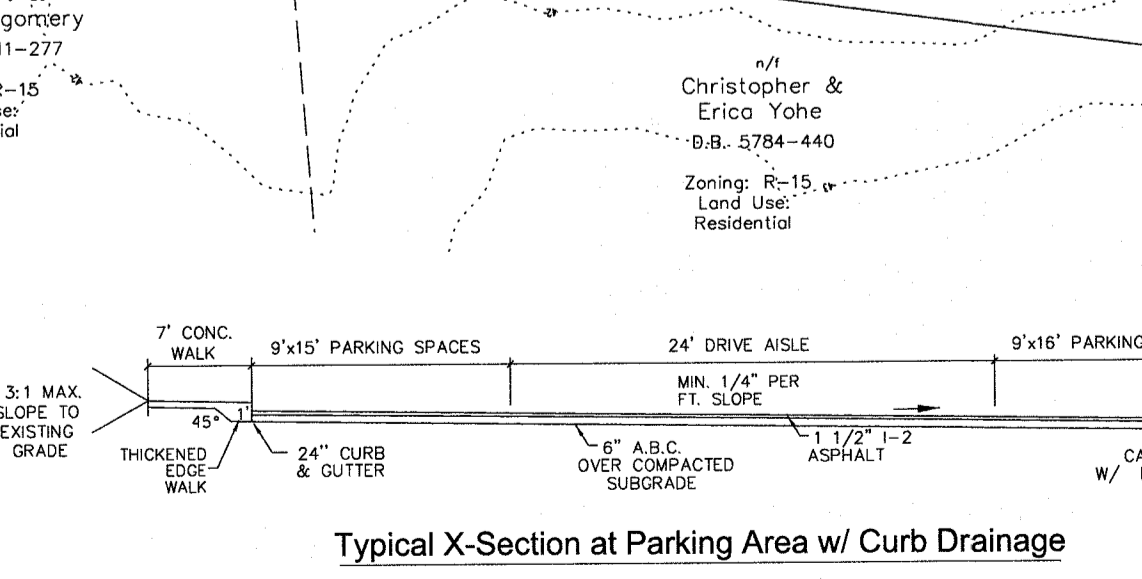 gomery
11-277
R-15
se:
ial
42
n/f
Christopher &
Erica Yohe
D.B. 5784-440
Zoning: R-15
Land Use:
Residential
7' CONC.
WALK
9'x15' PARKING SPACES
24' DRIVE AISLE
9'x16' PARKING
MIN. 1/4" PER
FT. SLOPE
3:1 MAX.
SLOPE TO
EXISTING
GRADE
45°
1'
THICKENED
EDGE
WALK
24" CURB
& GUTTER
6" A.B.C.
OVER COMPACTED
SUBGRADE
1 1/2" I-2
ASPHALT
CA
W/
Typical X-Section at Parking Area w/ Curb Drainage